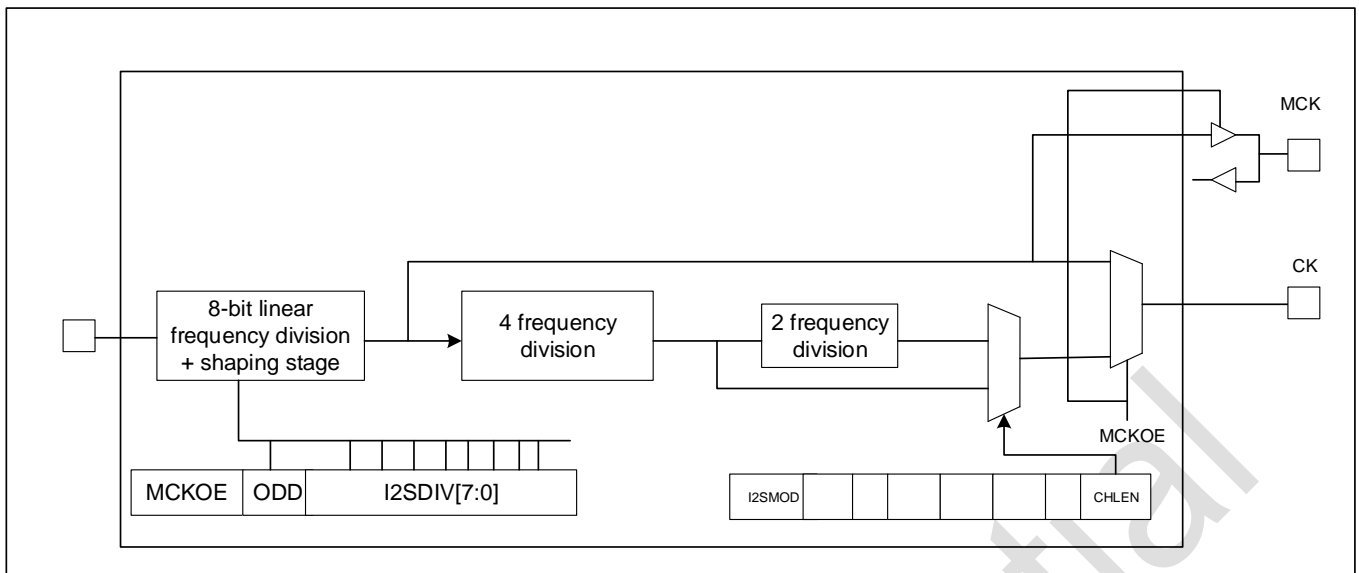 MCK
CK
8-bit linear
frequency division
+ shaping stage
4 frequency
division
2 frequency
division
MCKOE
MCKOE ODD I2SDIV[7:0]
I2SMOD CHLEN
tial